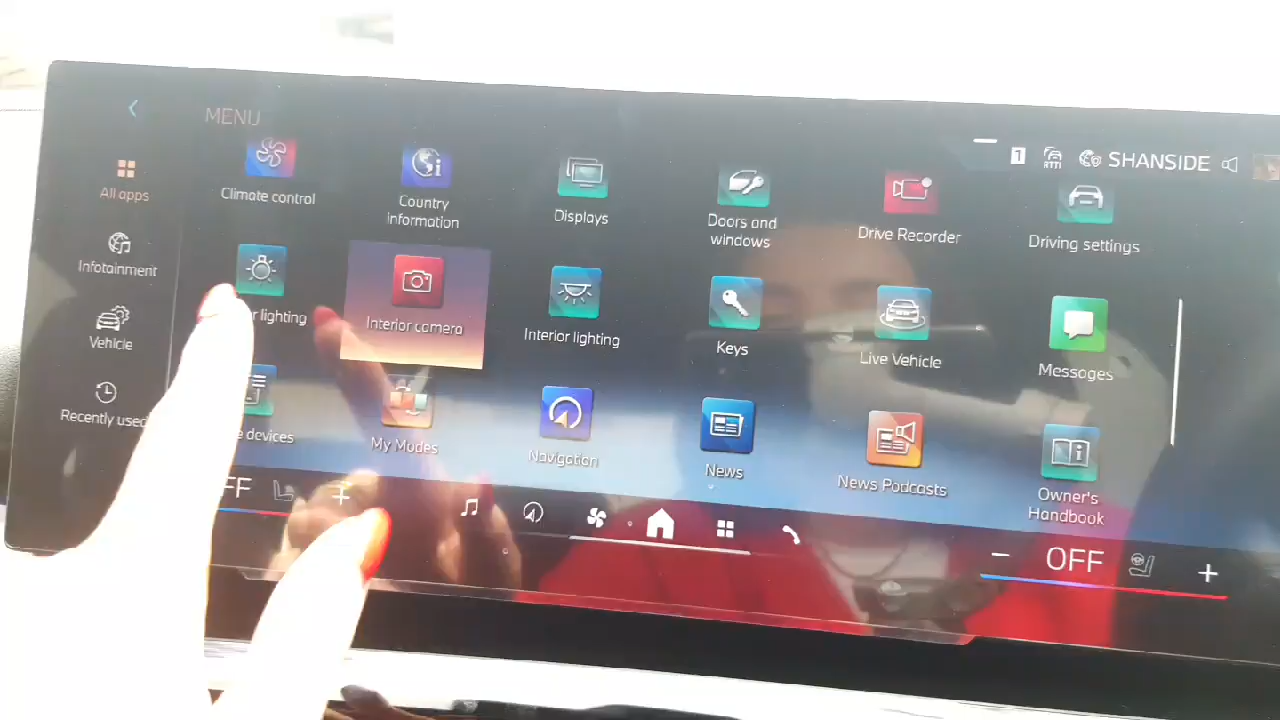 MENU
1
SHANSIDE
All apps
Infotainment
Vehicle
Recently used
Climate control
Country
information
Displays
Doors and
windows
Drive Recorder
Driving settings
r lighting
Interior camera
Interior lighting
Keys
Live Vehicle
Messages
e devices
My Modes
Navigation
News
News Podcasts
Owner's
Handbook
FF
+
− OFF +